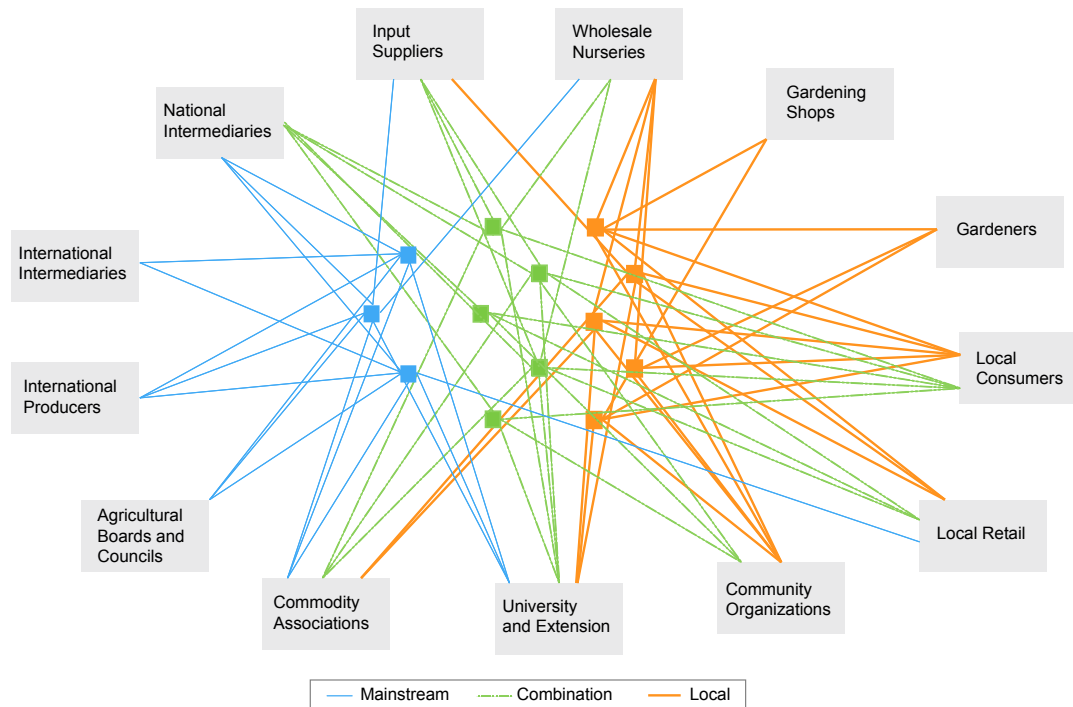 Input
Suppliers
Wholesale
Nurseries
Gardening
Shops
National
Intermediaries
Gardeners
International
Intermediaries
Local
Consumers
International
Producers
Local Retail
Agricultural
Boards and
Councils
Commodity
Associations
University
and Extension
Community
Organizations
Mainstream
Combination
Local